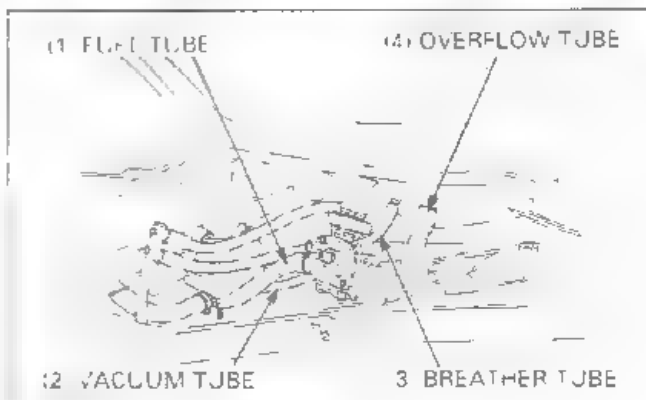 (1 FUEL TUBE
(4) OVERFLOW TUBE
(2 VACUUM TUBE
3 BREATHER TUBE